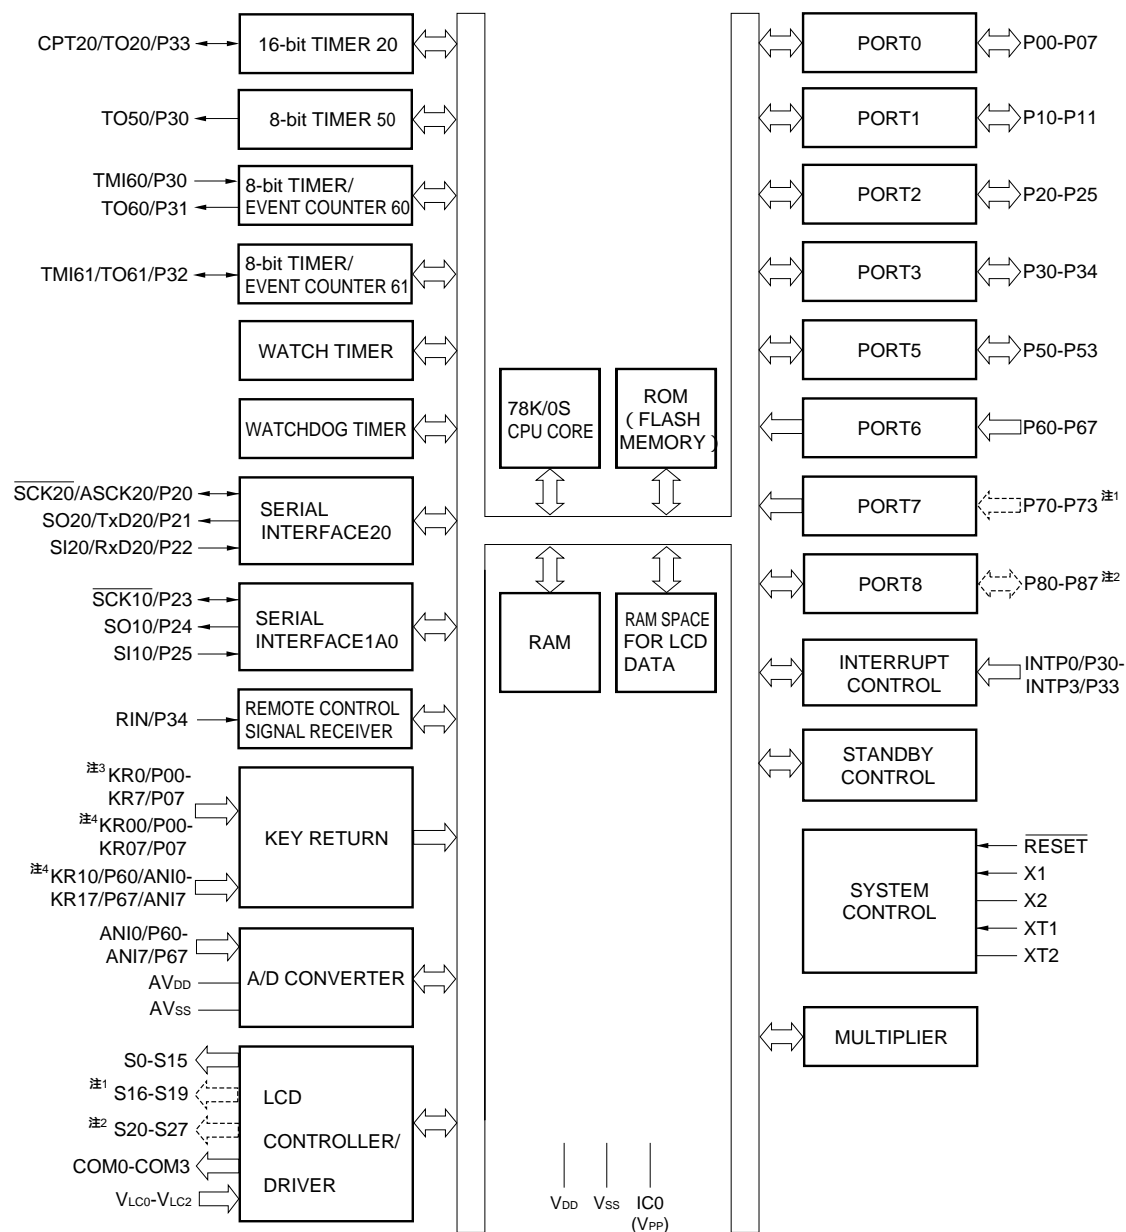 CPT20/TO20/P33
16-bit TIMER 20
TO50/P30
8-bit TIMER 50
TMI60/P30
TO60/P31
8-bit TIMER/
EVENT COUNTER 60
TMI61/TO61/P32
8-bit TIMER/
EVENT COUNTER 61
WATCH TIMER
WATCHDOG TIMER
SCK20/ASCK20/P20
SO20/TxD20/P21
SI20/RxD20/P22
SERIAL
INTERFACE20
SCK10/P23
SO10/P24
SI10/P25
SERIAL
INTERFACE1A0
RIN/P34
REMOTE CONTROL
SIGNAL RECEIVER
注3 KR0/P00-
KR7/P07
注4 KR00/P00-
KR07/P07
注4 KR10/P60/ANI0-
KR17/P67/ANI7
KEY RETURN
ANI0/P60-
ANI7/P67
AVDD
AVSS
A/D CONVERTER
S0-S15
注1 S16-S19
注2 S20-S27
COM0-COM3
VLC0-VLC2
LCD
CONTROLLER/
DRIVER
78K/0S
CPU CORE
ROM
( FLASH
MEMORY )
RAM
RAM SPACE
FOR LCD
DATA
VDD
VSS
IC0
(VPP)
PORT0
P00-P07
PORT1
P10-P11
PORT2
P20-P25
PORT3
P30-P34
PORT5
P50-P53
PORT6
P60-P67
PORT7
P70-P73 注1
PORT8
P80-P87 注2
INTERRUPT
CONTROL
INTP0/P30-
INTP3/P33
STANDBY
CONTROL
SYSTEM
CONTROL
RESET
X1
X2
XT1
XT2
MULTIPLIER